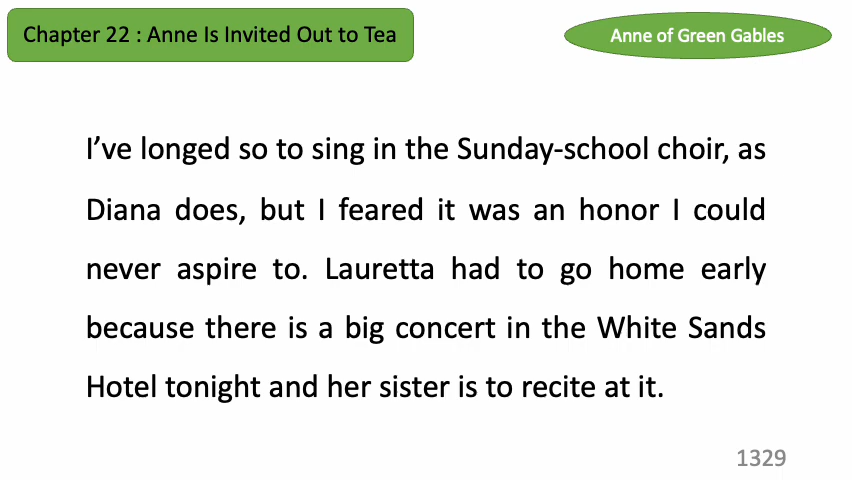 Chapter 22 : Anne Is Invited Out to Tea
Anne of Green Gables
I’ve longed so to sing in the Sunday-school choir, as
Diana does, but I feared it was an honor I could
never aspire to. Lauretta had to go home early
because there is a big concert in the White Sands
Hotel tonight and her sister is to recite at it.
1329